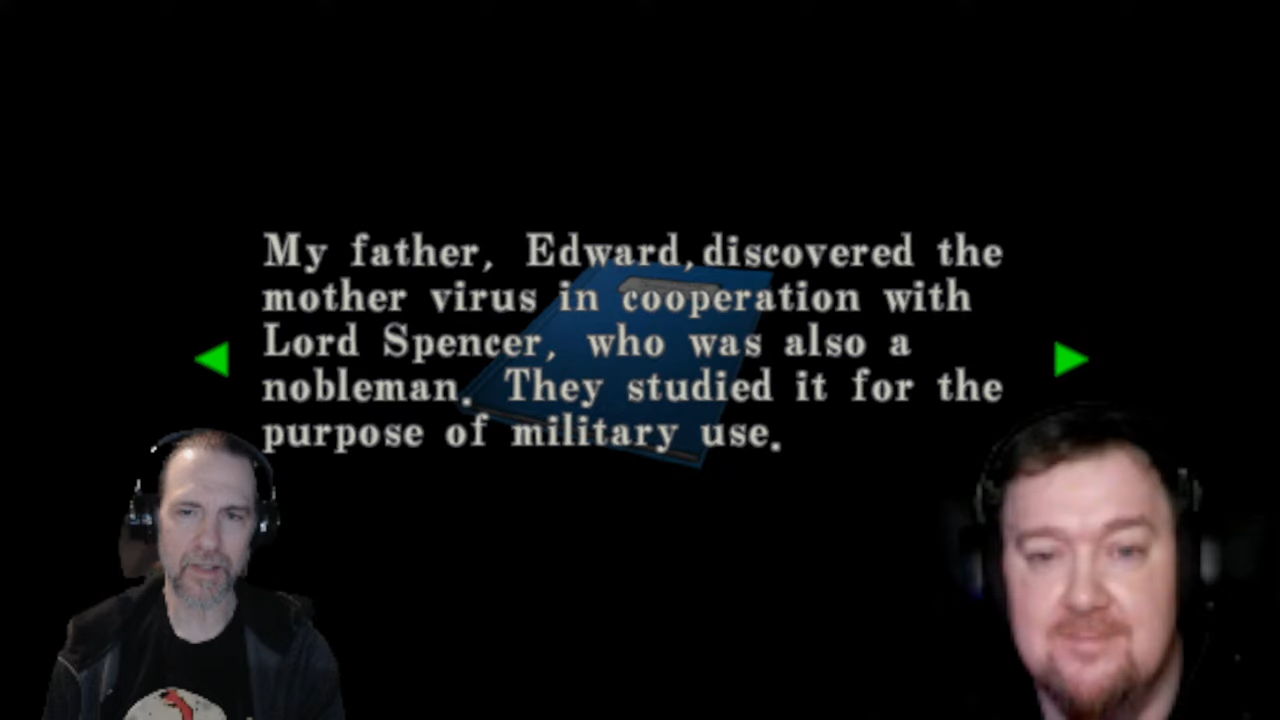 My father, Edward,discovered the
mother virus in cooperation with
Lord Spencer, who was also a
nobleman. They studied it for the
purpose of military use.